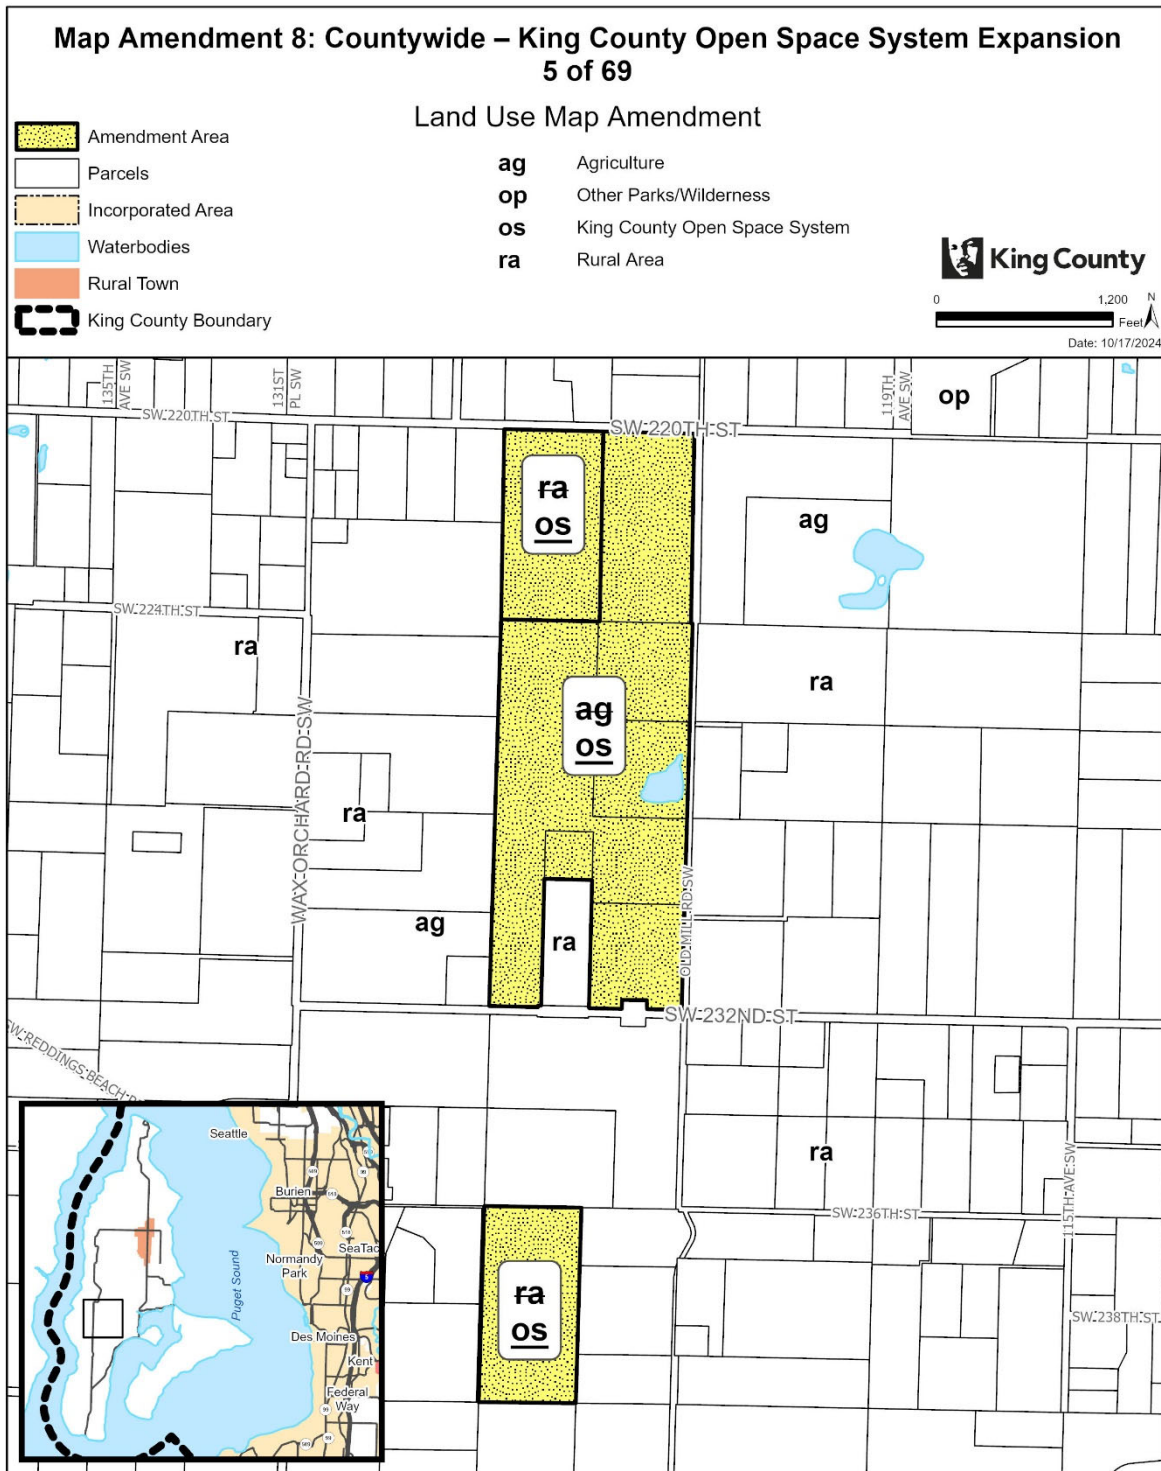 Map Amendment 8: Countywide – King County Open Space System Expansion
5 of 69
Land Use Map Amendment
Amendment Area
Parcels
Incorporated Area
Waterbodies
Rural Town
King County Boundary
ag Agriculture
op Other Parks/Wilderness
os King County Open Space System
ra Rural Area
King County
0 1,200
Feet
N
Date: 10/17/2024
135TH
AVE SW
131ST
PL SW
119TH
AVE SW
op
SW 220TH ST
SW 220TH ST
ra
os
ag
SW 224TH ST
ra
ra
ag
os
WAX ORCHARD RD SW
ra
ag
ra
OLD MILL RD SW
SW 232ND ST
SW REDDINGS BEACH
ra
115TH AVE SW
SW 236TH ST
SW 238TH ST
ra
os
Seattle
Burien
SeaTac
Normandy
Park
Puget Sound
Des Moines
Kent
Federal
Way
509
518
99
5